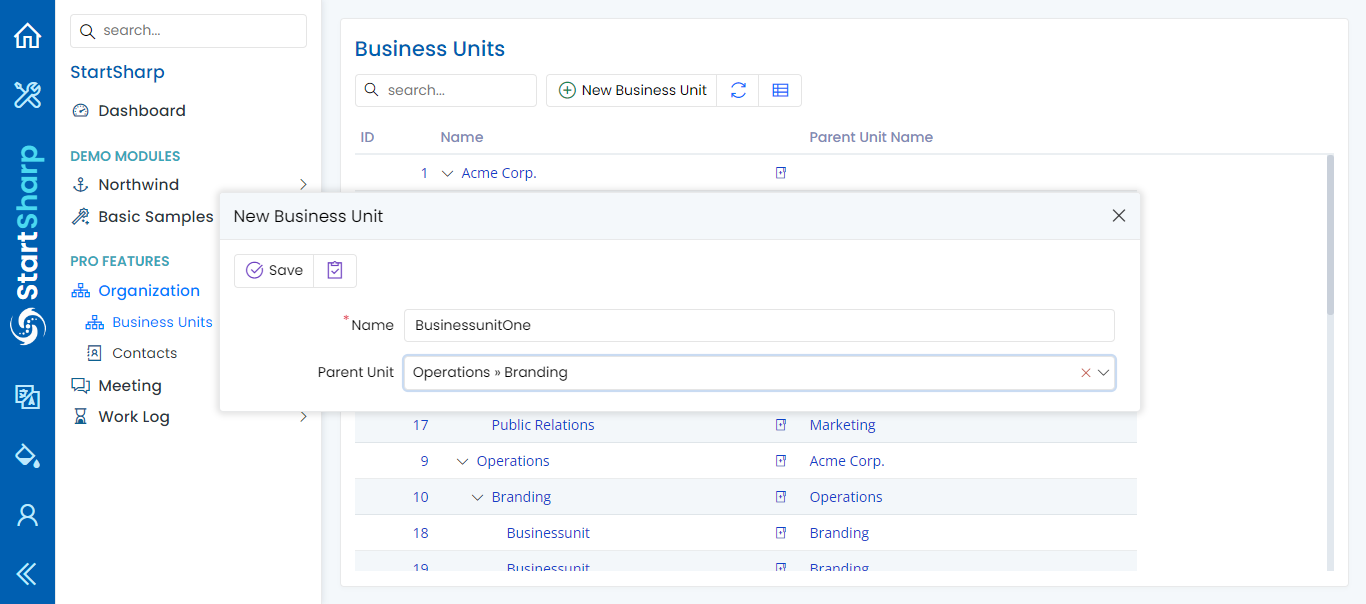 StartSharp
search...
StartSharp
Dashboard
DEMO MODULES
Northwind
Basic Samples
PRO FEATURES
Organization
Business Units
Contacts
Meeting
Work Log
Business Units
search...
New Business Unit
ID Name Parent Unit Name
1 Acme Corp.
New Business Unit
Save
*Name BusinessunitOne
Parent Unit Operations » Branding
17 Public Relations Marketing
9 Operations Acme Corp.
10 Branding Operations
18 Businessunit Branding
19 Businessunit Branding